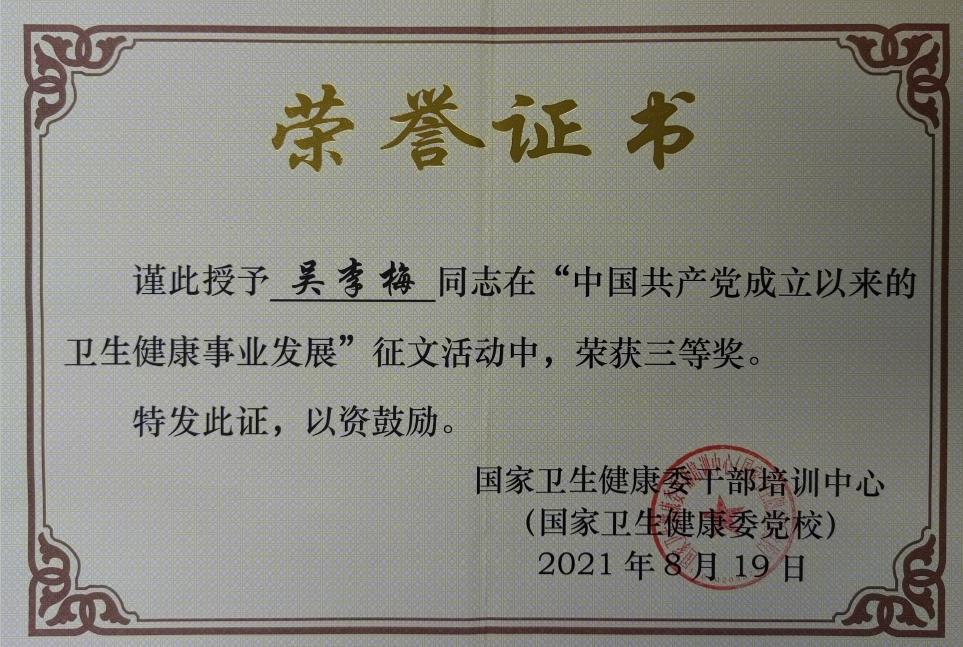 荣誉证书
谨此授予 吴李梅 同志在“中国共产党成立以来的
卫生健康事业发展”征文活动中，荣获三等奖。
特发此证，以资鼓励。
国家卫生健康委干部培训中心
（国家卫生健康委党校）
2021年8月19日